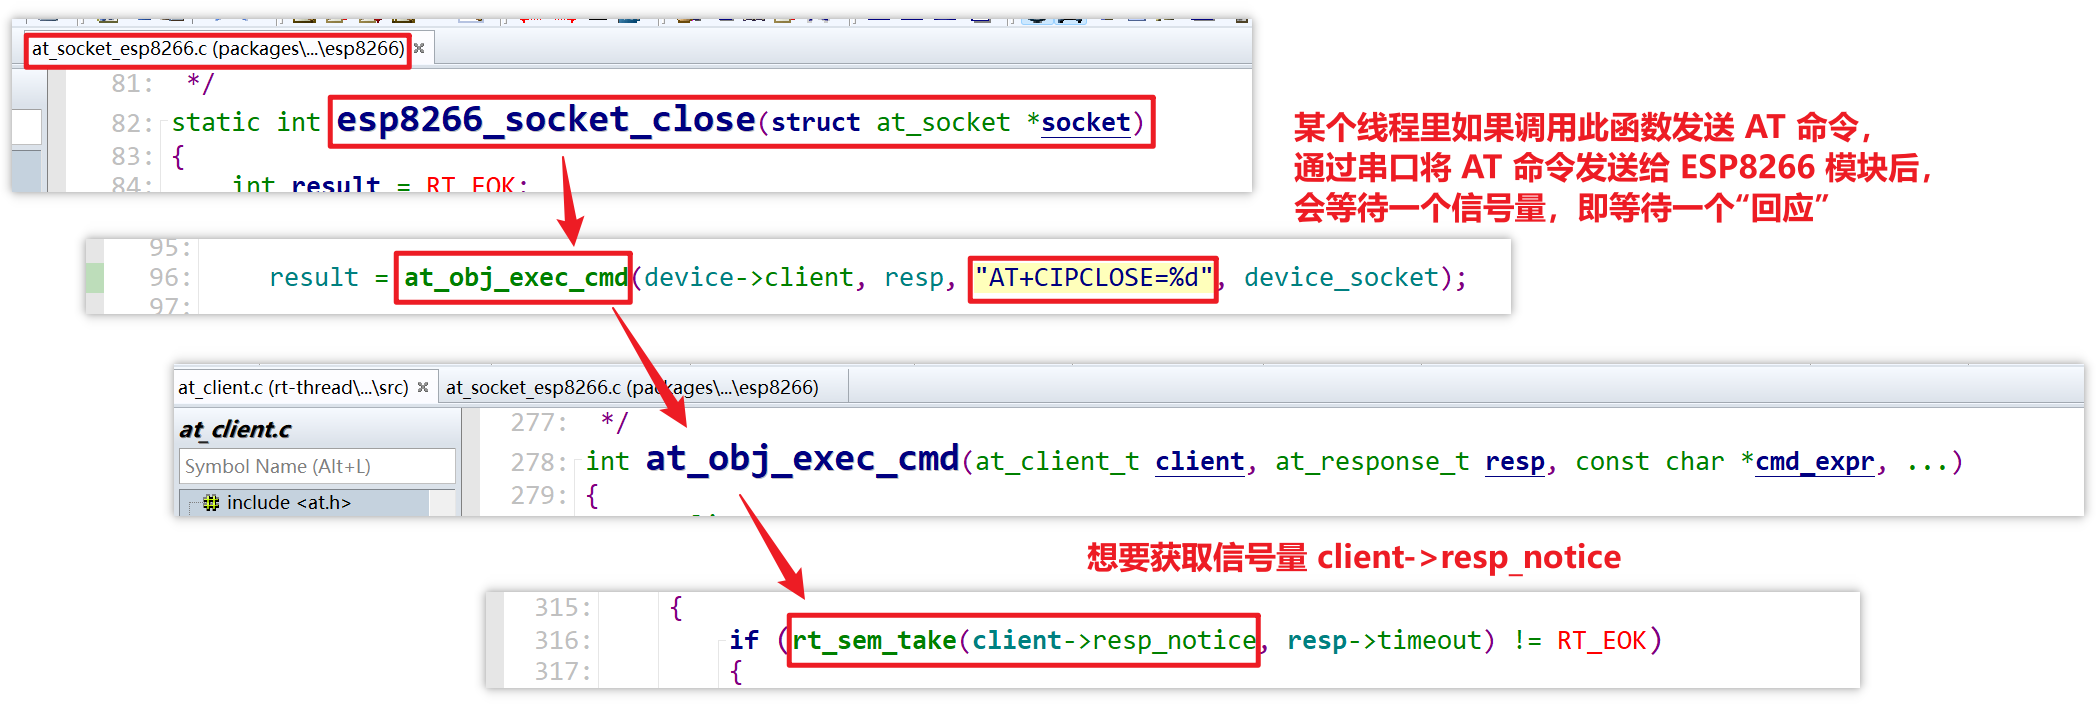 at_socket_esp8266.c (packages\...\esp8266)
81: */
82: static int esp8266_socket_close(struct at_socket *socket)
83: {
84: int result = RT_EOK;
某个线程里如果调用此函数发送 AT 命令，
通过串口将 AT 命令发送给 ESP8266 模块后，
会等待一个信号量，即等待一个“回应”
95:
96: result = at_obj_exec_cmd(device->client, resp, "AT+CIPCLOSE=%d", device_socket);
97:
at_client.c (rt-thread\...\src) at_socket_esp8266.c (packages\...\esp8266)
at_client.c
Symbol Name (Alt+L)
include <at.h>
277: */
278: int at_obj_exec_cmd(at_client_t client, at_response_t resp, const char *cmd_expr, ...)
279: {
想要获取信号量 client->resp_notice
315: {
316: if (rt_sem_take(client->resp_notice, resp->timeout) != RT_EOK)
317: {